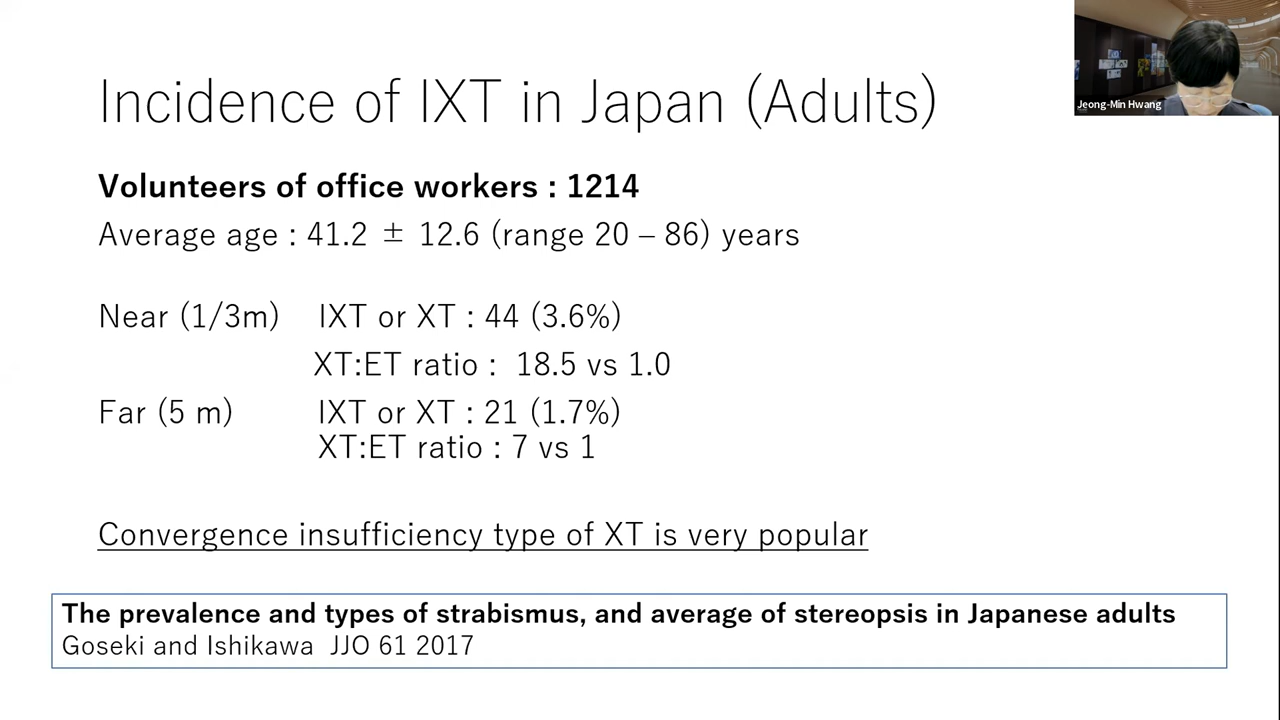 Jeong-Min Hwang
Incidence of IXT in Japan (Adults)
Volunteers of office workers : 1214
Average age : 41.2 ± 12.6 (range 20 – 86) years
Near (1/3m) IXT or XT : 44 (3.6%)
XT:ET ratio : 18.5 vs 1.0
Far (5 m) IXT or XT : 21 (1.7%)
XT:ET ratio : 7 vs 1
Convergence insufficiency type of XT is very popular
The prevalence and types of strabismus, and average of stereopsis in Japanese adults
Goseki and Ishikawa JJO 61 2017